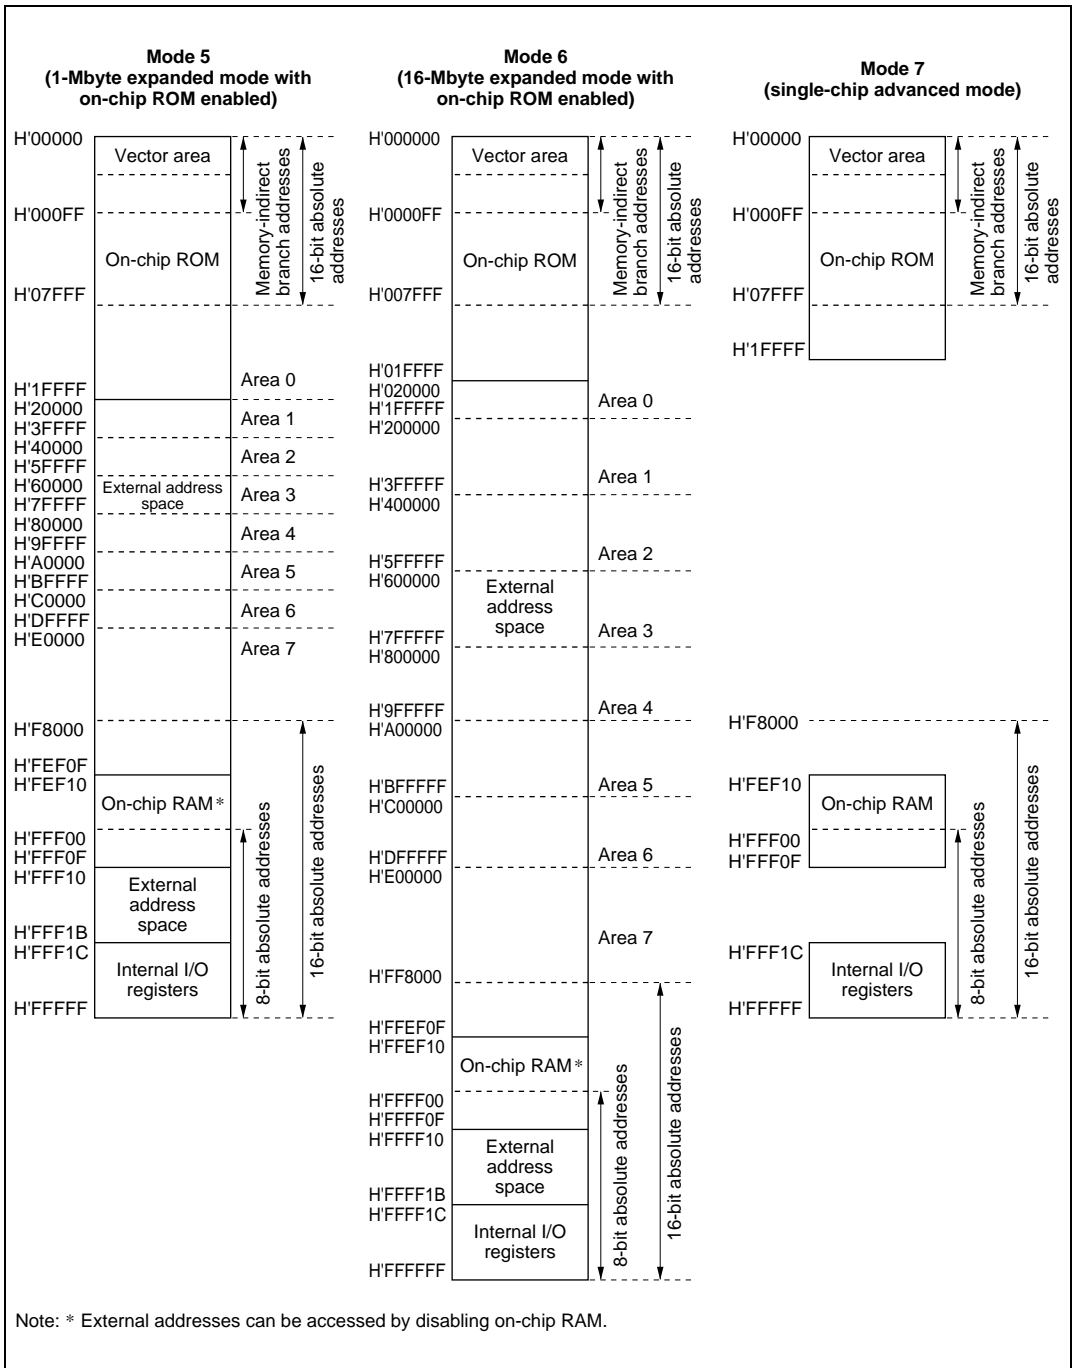 Mode 5
(1-Mbyte expanded mode with
on-chip ROM enabled)
H'00000
Vector area
H'000FF
On-chip ROM
H'07FFF
Memory-indirect
branch addresses
16-bit absolute
addresses
H'1FFFF
Area 0
H'20000
H'3FFFF
Area 1
H'40000
H'5FFFF
Area 2
H'60000
H'7FFFF
External address
space
Area 3
H'80000
H'9FFFF
Area 4
H'A0000
H'BFFFF
Area 5
H'C0000
H'DFFFF
Area 6
H'E0000
Area 7
H'F8000
H'FEF0F
H'FEF10
On-chip RAM*
H'FFF00
H'FFF0F
H'FFF10
External
address
space
H'FFF1B
H'FFF1C
Internal I/O
registers
H'FFFFF
8-bit absolute addresses
16-bit absolute addresses
Mode 6
(16-Mbyte expanded mode with
on-chip ROM enabled)
H'000000
Vector area
H'0000FF
On-chip ROM
H'007FFF
Memory-indirect
branch addresses
16-bit absolute
addresses
H'01FFFF
H'020000
Area 0
H'1FFFFF
H'200000
Area 1
H'3FFFFF
H'400000
Area 2
H'5FFFFF
H'600000
External
address
space
Area 3
H'7FFFFF
H'800000
Area 4
H'9FFFFF
H'A00000
Area 5
H'BFFFFF
H'C00000
Area 6
H'DFFFFF
H'E00000
Area 7
H'FF8000
H'FFEF0F
H'FFEF10
On-chip RAM*
H'FFFF00
H'FFFF0F
H'FFFF10
External
address
space
H'FFFF1B
H'FFFF1C
Internal I/O
registers
H'FFFFFF
8-bit absolute addresses
16-bit absolute addresses
Mode 7
(single-chip advanced mode)
H'00000
Vector area
H'000FF
On-chip ROM
H'07FFF
H'1FFFF
Memory-indirect
branch addresses
16-bit absolute
addresses
H'F8000
H'FEF10
On-chip RAM
H'FFF00
H'FFF0F
H'FFF1C
Internal I/O
registers
H'FFFFF
8-bit absolute addresses
16-bit absolute addresses
Note: * External addresses can be accessed by disabling on-chip RAM.